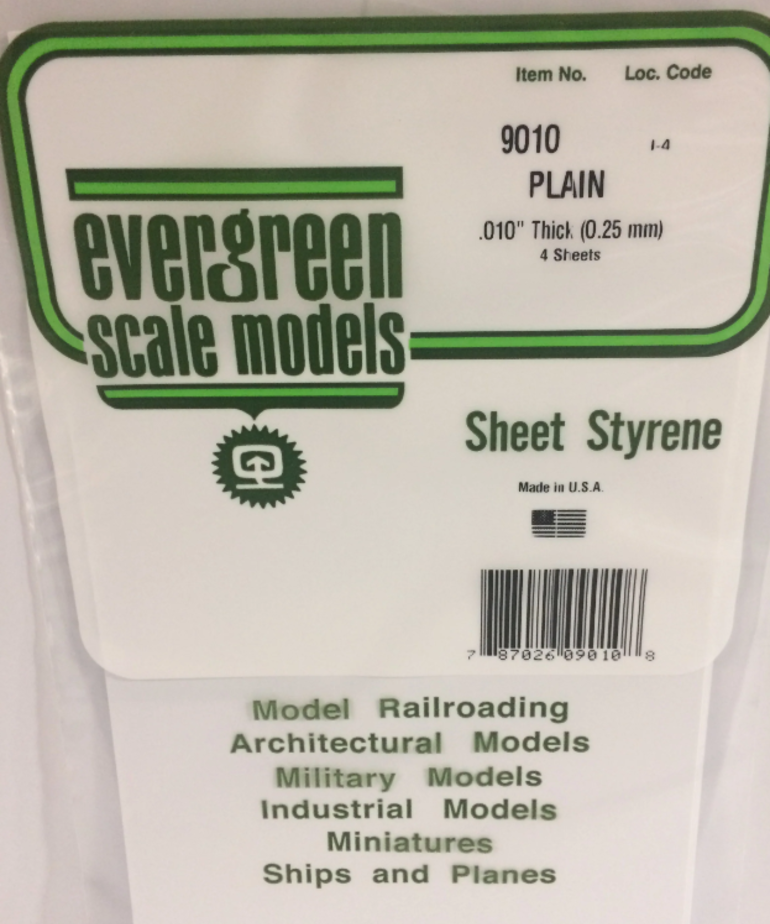 Item No. Loc. Code
9010 I-4
PLAIN
.010" Thick (0.25 mm)
4 Sheets
evergreen
scale models
Sheet Styrene
Made in U.S.A.
7 87026 09010 8
Model Railroading
Architectural Models
Military Models
Industrial Models
Miniatures
Ships and Planes